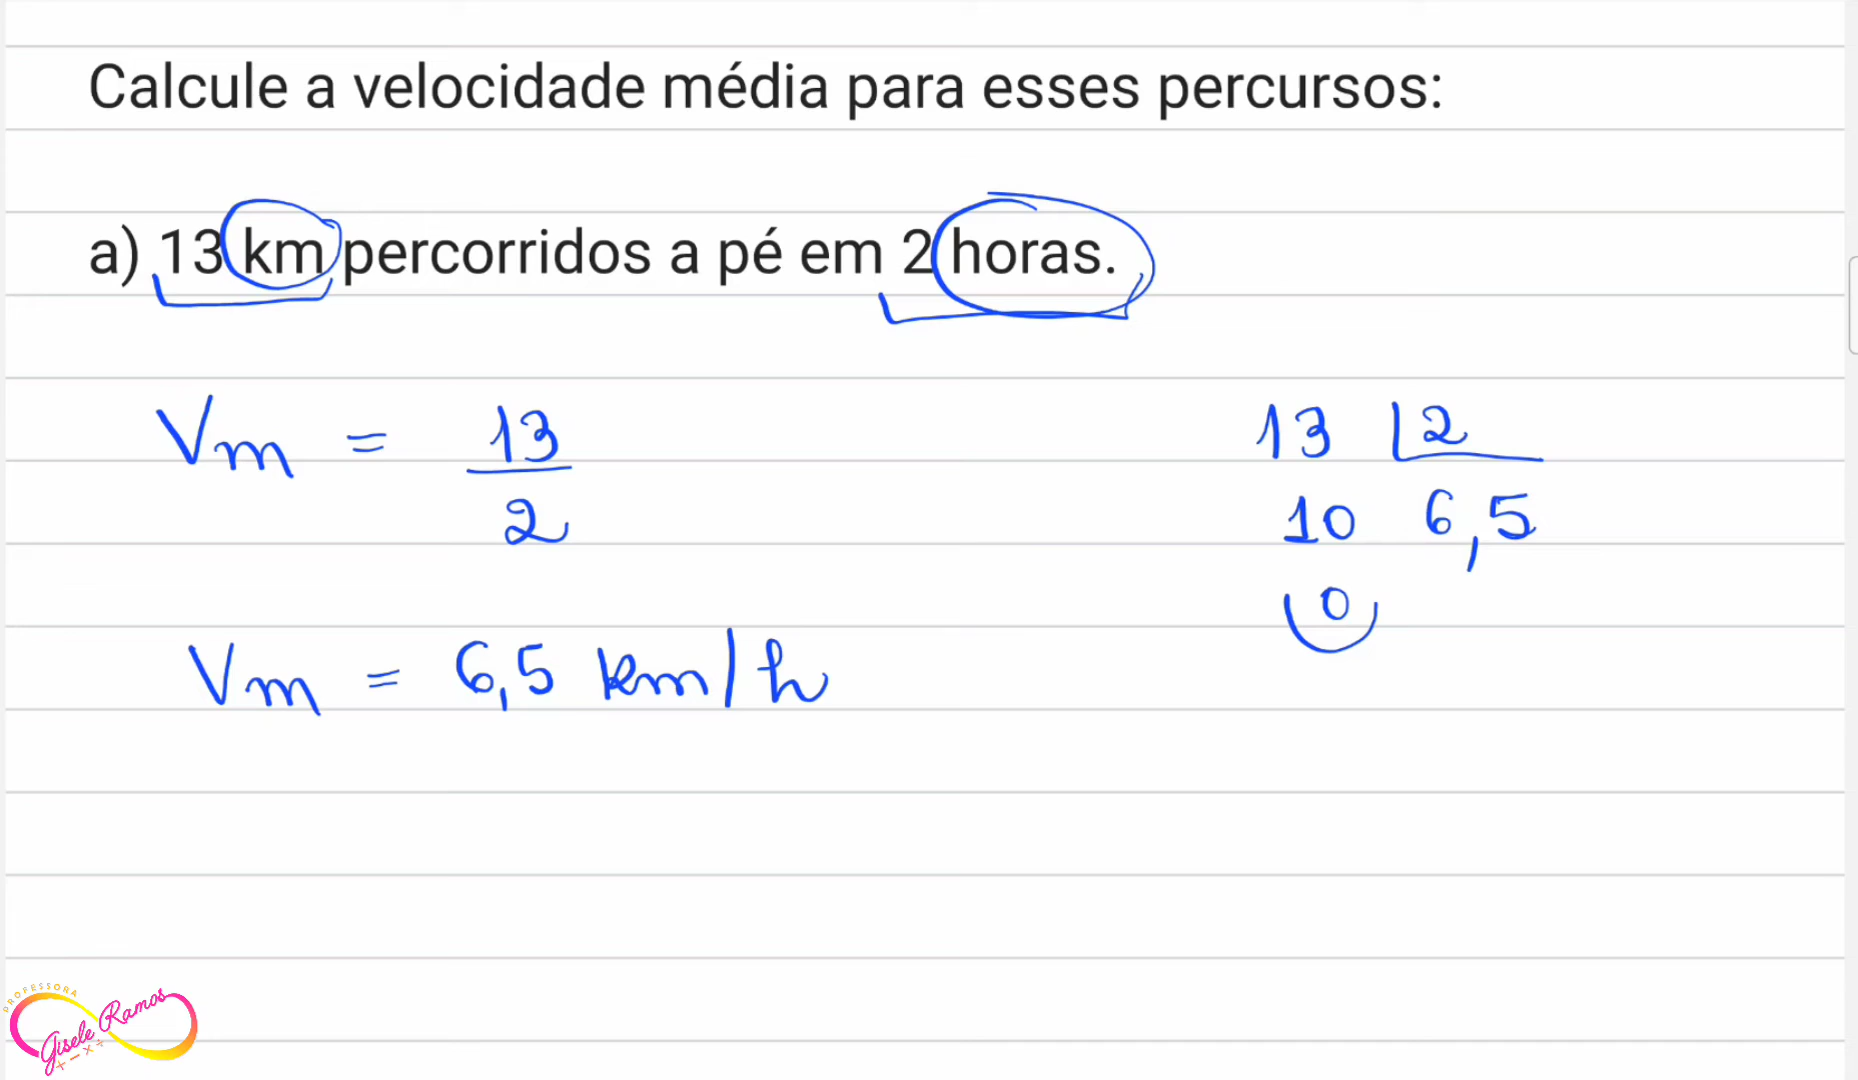 Calcule a velocidade média para esses percursos:
a) 13 km percorridos a pé em 2 horas.
Vm = 13/2
13 |2
10 6,5
0
Vm = 6,5 km/h
PROFESSORA
Gisele Ramos
+ − × ÷